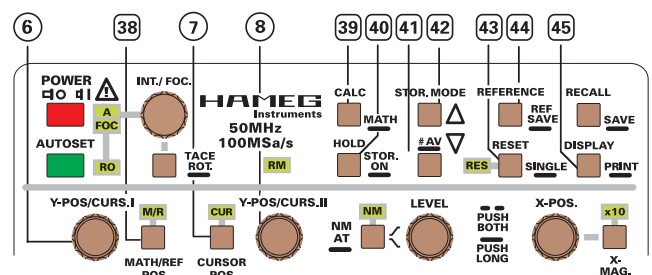 6 38 7 8 39 40 41 42 43 44 45
POWER
INT./ FOC.
A
FOC
AUTOSET
RO
TACE
ROT.
HAMEG
Instruments
50MHz
100MSa/s
RM
CALC
MATH
HOLD
STOR.
ON
STOR. MODE
# AV
REFERENCE
REF
SAVE
RES
RESET
SINGLE
RECALL
SAVE
DISPLAY
PRINT
Y-POS/CURS.I
M/R
MATH/REF
POS.
CUR
CURSOR
POS.
Y-POS/CURS.II
NM
AT
NM
LEVEL
PUSH
BOTH
PUSH
LONG
X-POS.
x10
X-
MAG.